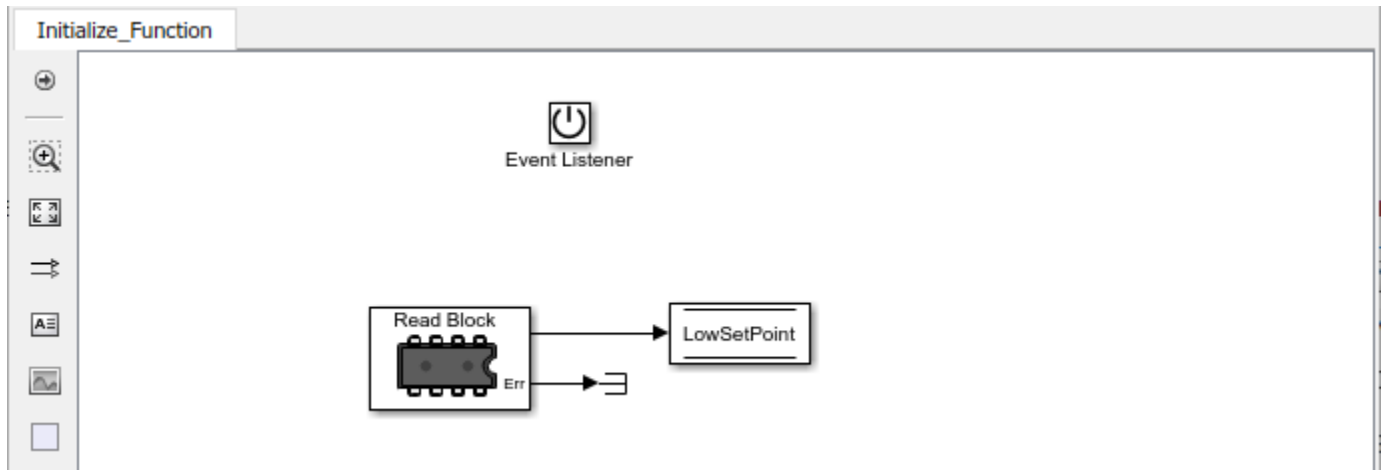 Initialize_Function
Event Listener
Read Block
LowSetPoint
Err
A